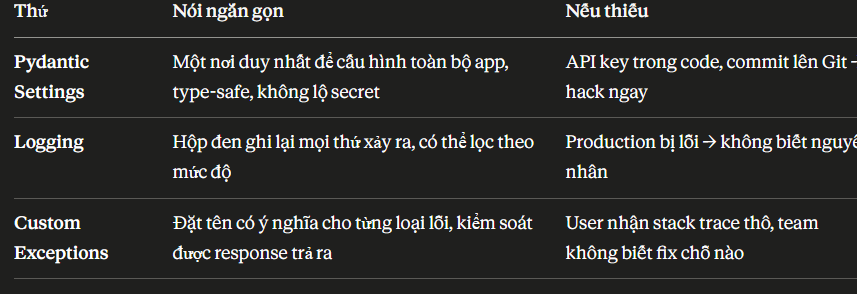 Thứ Nói ngắn gọn Nếu thiếu
Pydantic Một nơi duy nhất để cấu hình toàn bộ app, API key trong code, commit lên Git -
Settings type-safe, không lộ secret hack ngay
Logging Hộp đen ghi lại mọi thứ xảy ra, có thể lọc theo Production bị lỗi → không biết nguyê
mức độ nhân
Custom Đặt tên có ý nghĩa cho từng loại lỗi, kiểm soát User nhận stack trace thô, team
Exceptions được response trả ra không biết fix chỗ nào